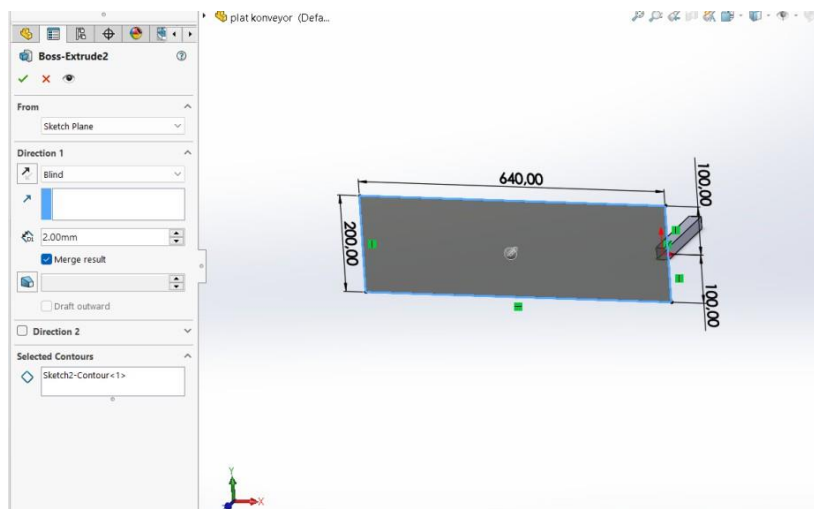 plat konveyor (Defa...
Boss-Extrude2
From
Sketch Plane
Direction 1
Blind
2.00mm
Merge result
Draft outward
Direction 2
Selected Contours
Sketch2-Contour<1>
640,00
200,00
100,00
100,00
Y
X